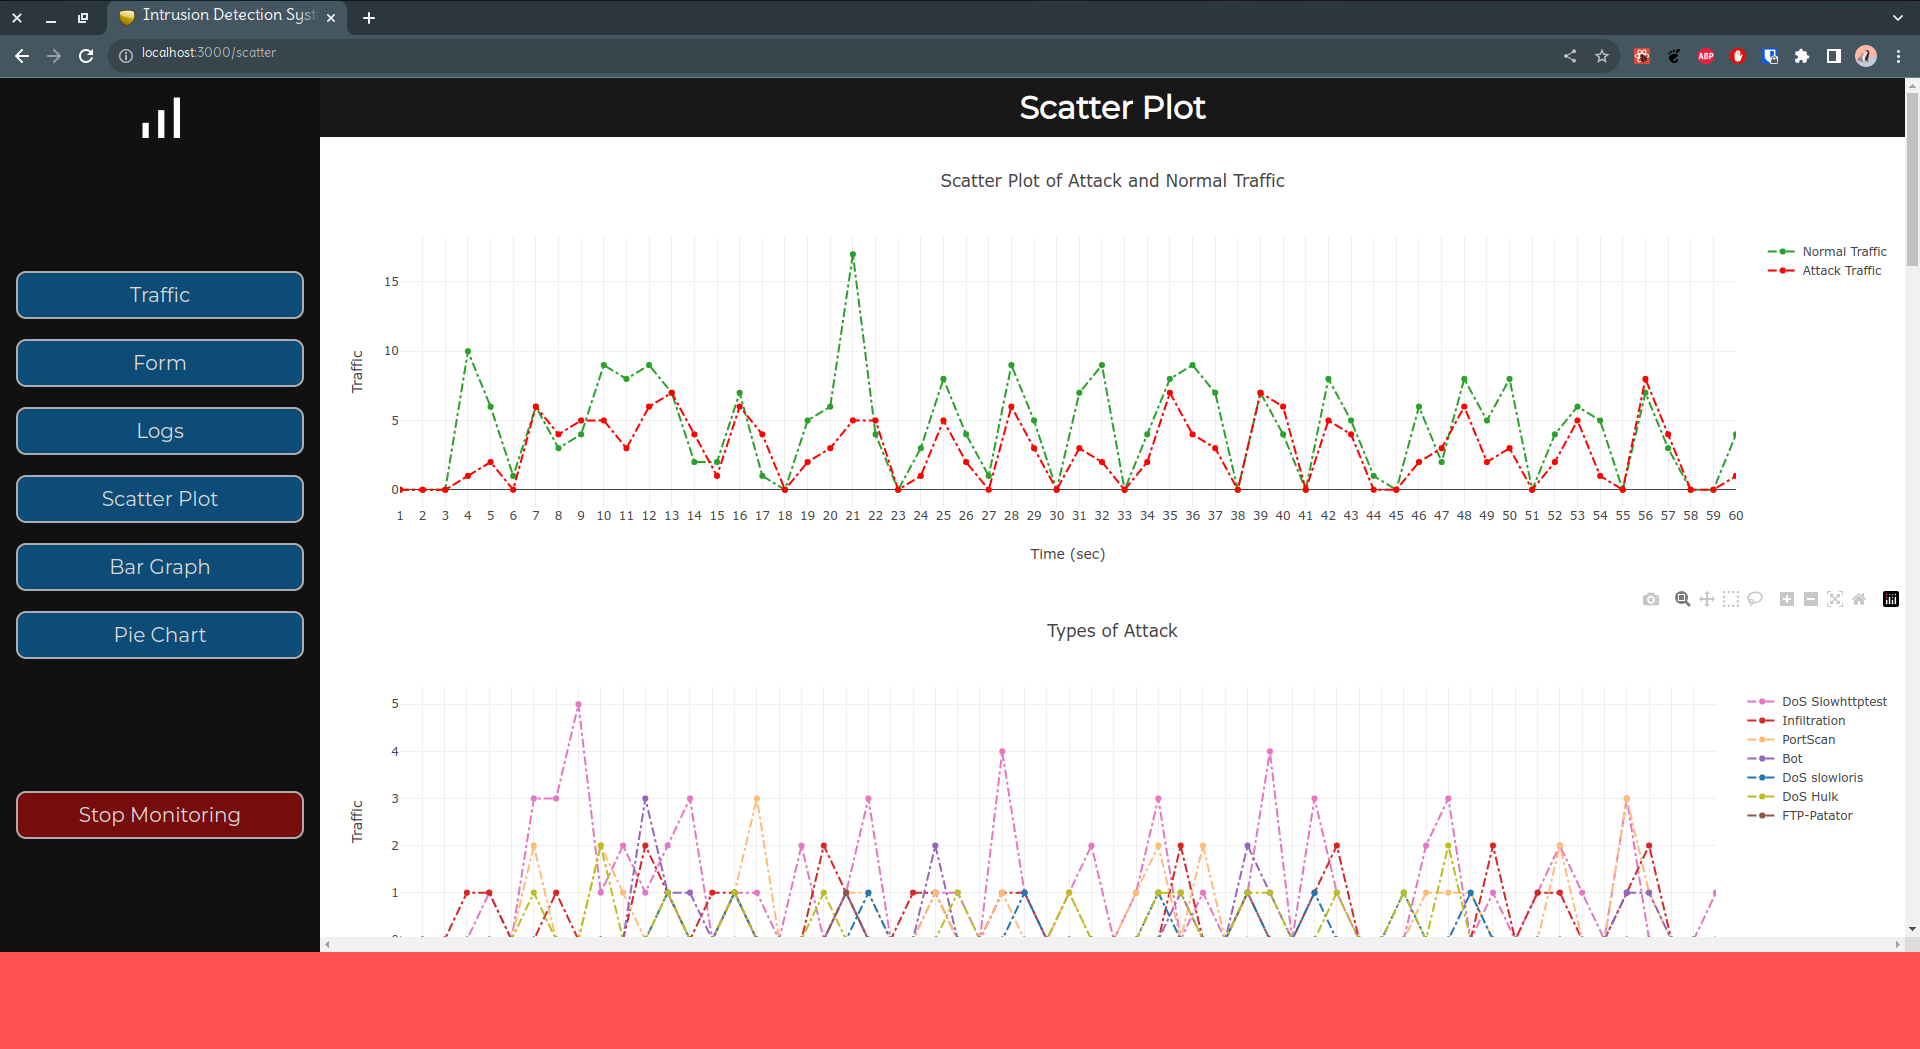 Intrusion Detection Syst
localhost:3000/scatter
ABP
Scatter Plot
Traffic
Form
Logs
Scatter Plot
Bar Graph
Pie Chart
Stop Monitoring
Scatter Plot of Attack and Normal Traffic
Normal Traffic
Attack Traffic
15
10
5
0
Traffic
1 2 3 4 5 6 7 8 9 10 11 12 13 14 15 16 17 18 19 20 21 22 23 24 25 26 27 28 29 30 31 32 33 34 35 36 37 38 39 40 41 42 43 44 45 46 47 48 49 50 51 52 53 54 55 56 57 58 59 60
Time (sec)
Types of Attack
DoS Slowhttptest
Infiltration
PortScan
Bot
DoS slowloris
DoS Hulk
FTP-Patator
5
4
3
2
1
Traffic